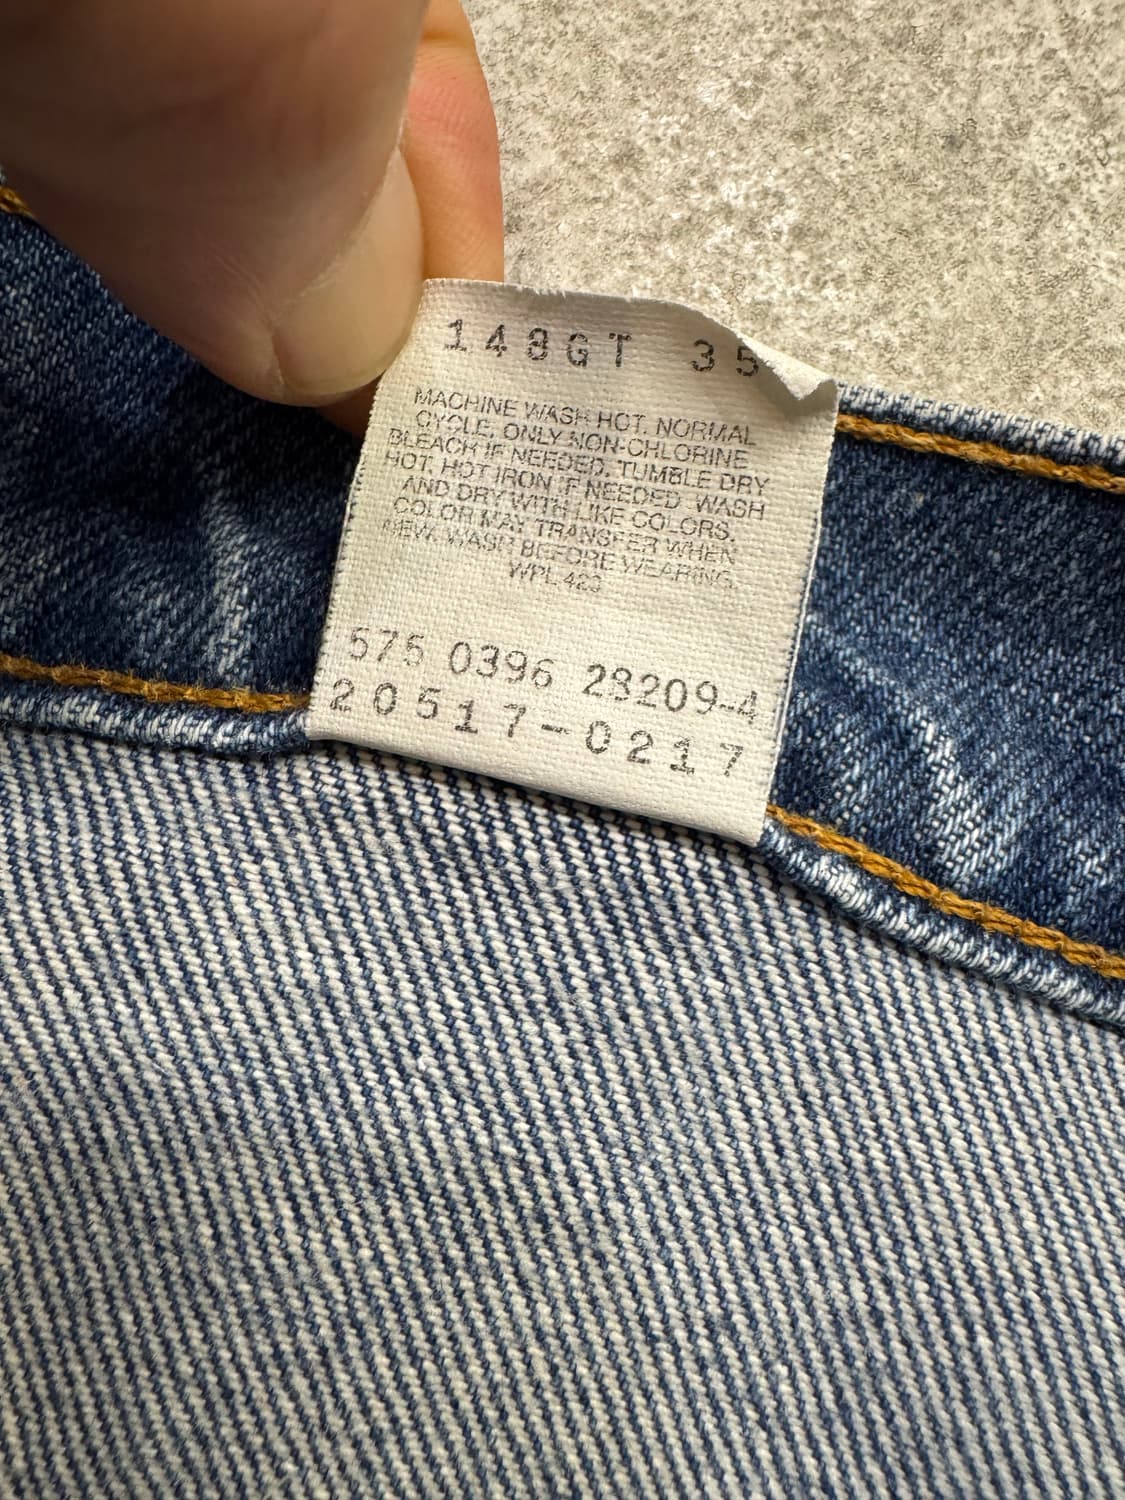 148GT 35
MACHINE WASH HOT, NORMAL
CYCLE, ONLY NON-CHLORINE
BLEACH IF NEEDED. TUMBLE DRY
HOT, HOT IRON IF NEEDED. WASH
AND DRY WITH LIKE COLORS.
COLOR MAY TRANSFER WHEN
NEW. WASH BEFORE WEARING.
WPL 423
575 0396 28209-4
20517-0217